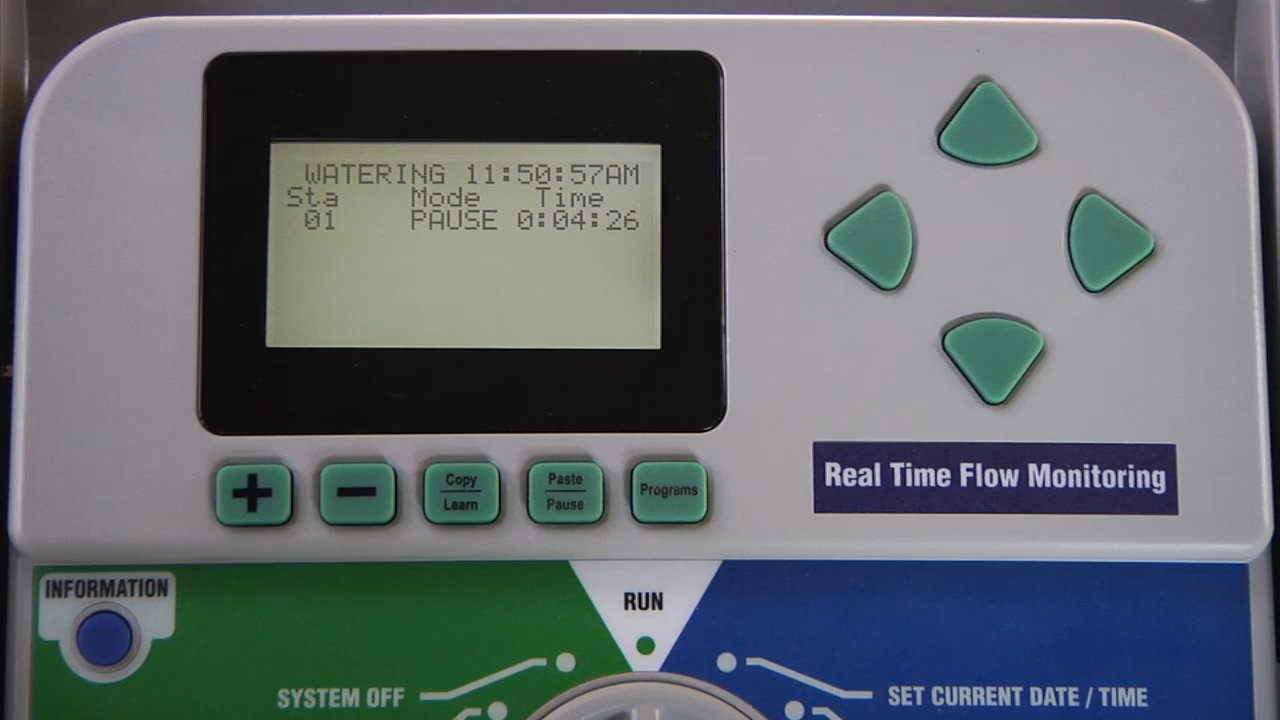 WATERING 11:50:57AM
Sta Mode Time
01 PAUSE 0:04:26
+
−
Copy
Learn
Paste
Pause
Programs
Real Time Flow Monitoring
INFORMATION
RUN
SYSTEM OFF
SET CURRENT DATE / TIME